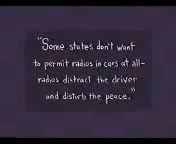 "Some states don't want
to permit radios in cars at all-
radios distract the driver
and disturb the peace."